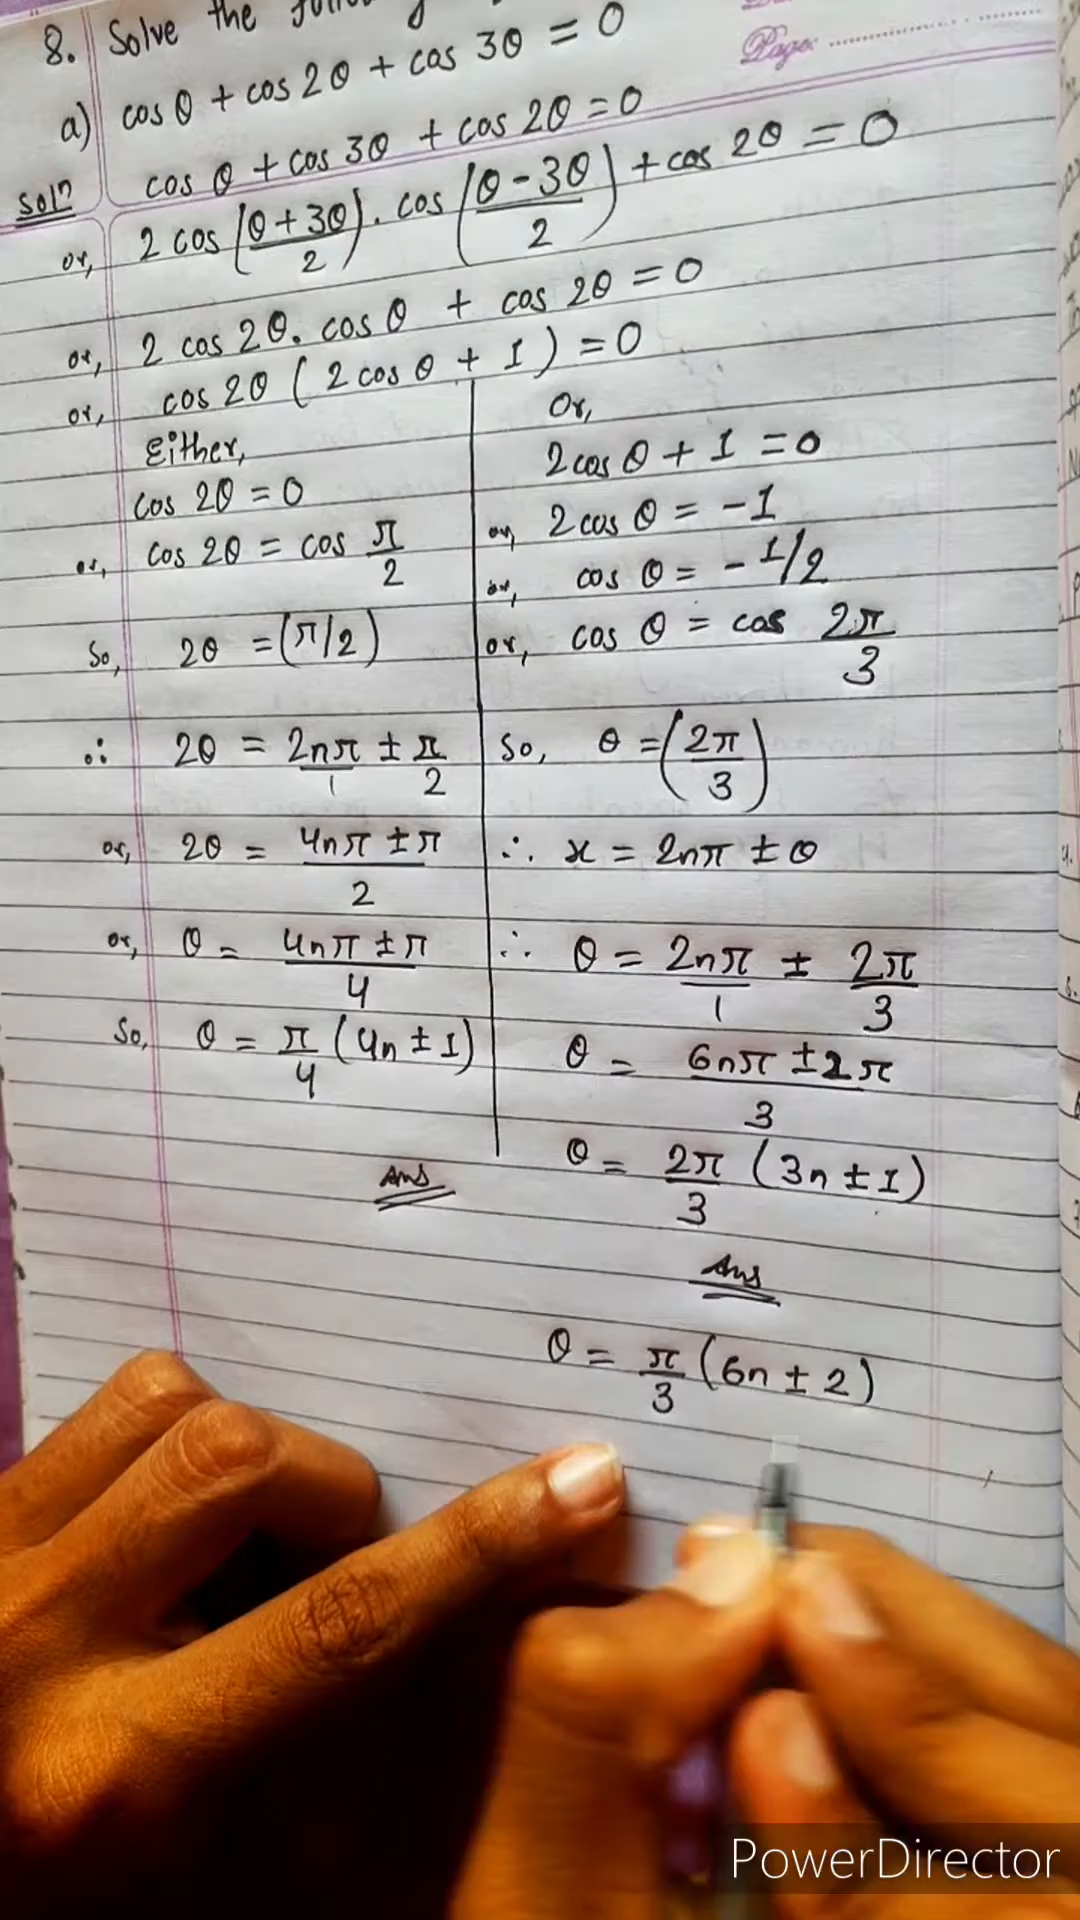 8. Solve the
a) cos θ + cos 2θ + cos 3θ = 0
Page:
Solⁿ cos θ + cos 3θ + cos 2θ = 0
or, 2 cos (θ + 3θ / 2) . cos (θ - 3θ / 2) + cos 2θ = 0
or, 2 cos 2θ. cos θ + cos 2θ = 0
or, cos 2θ ( 2 cos θ + 1 ) = 0
Either,
cos 2θ = 0
or, cos 2θ = cos π/2
So, 2θ = (π/2)
∴ 2θ = 2nπ/1 ± π/2
or, 2θ = 4nπ ± π / 2
or, θ = 4nπ ± π / 4
So, θ = π/4 (4n ± 1)
Ans
Or,
2 cos θ + 1 = 0
or, 2 cos θ = -1
or, cos θ = - 1/2
or, cos θ = cos 2π/3
So, θ = (2π/3)
∴ x = 2nπ ± θ
∴ θ = 2nπ/1 ± 2π/3
θ = 6nπ ± 2π / 3
θ = 2π/3 (3n ± 1)
Ans
θ = π/3 (6n ± 2)
PowerDirector